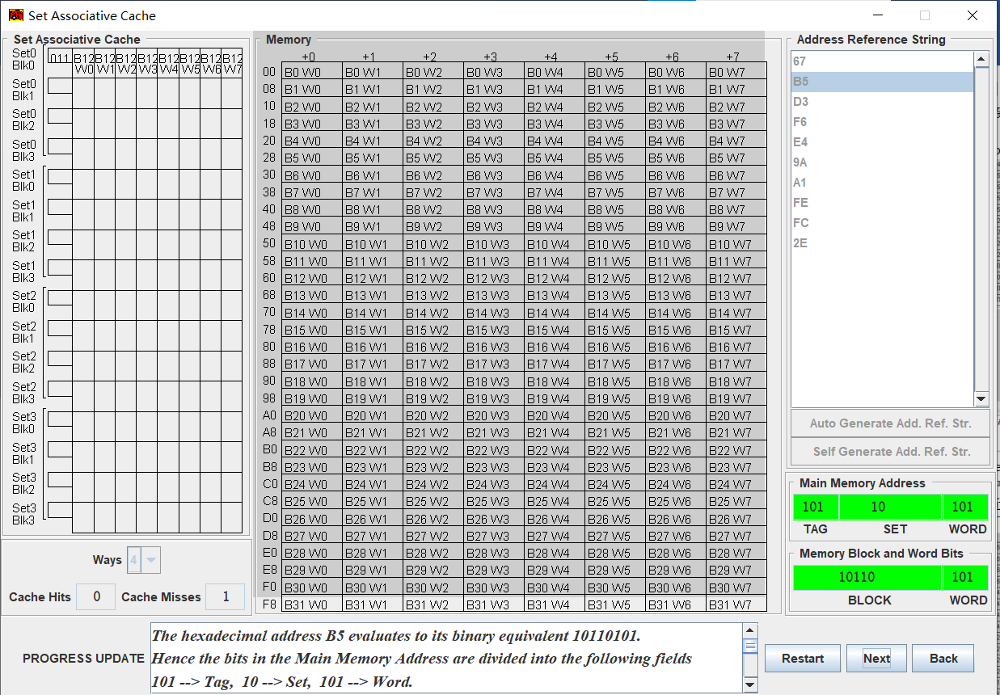 Set Associative Cache
Set Associative Cache
Set0 Blk0 011 B12 W0 B12 W1 B12 W2 B12 W3 B12 W4 B12 W5 B12 W6 B12 W7
Set0 Blk1
Set0 Blk2
Set0 Blk3
Set1 Blk0
Set1 Blk1
Set1 Blk2
Set1 Blk3
Set2 Blk0
Set2 Blk1
Set2 Blk2
Set2 Blk3
Set3 Blk0
Set3 Blk1
Set3 Blk2
Set3 Blk3
Ways 4
Cache Hits 0 Cache Misses 1
Memory
+0 +1 +2 +3 +4 +5 +6 +7
00 B0 W0 B0 W1 B0 W2 B0 W3 B0 W4 B0 W5 B0 W6 B0 W7
08 B1 W0 B1 W1 B1 W2 B1 W3 B1 W4 B1 W5 B1 W6 B1 W7
10 B2 W0 B2 W1 B2 W2 B2 W3 B2 W4 B2 W5 B2 W6 B2 W7
18 B3 W0 B3 W1 B3 W2 B3 W3 B3 W4 B3 W5 B3 W6 B3 W7
20 B4 W0 B4 W1 B4 W2 B4 W3 B4 W4 B4 W5 B4 W6 B4 W7
28 B5 W0 B5 W1 B5 W2 B5 W3 B5 W4 B5 W5 B5 W6 B5 W7
30 B6 W0 B6 W1 B6 W2 B6 W3 B6 W4 B6 W5 B6 W6 B6 W7
38 B7 W0 B7 W1 B7 W2 B7 W3 B7 W4 B7 W5 B7 W6 B7 W7
40 B8 W0 B8 W1 B8 W2 B8 W3 B8 W4 B8 W5 B8 W6 B8 W7
48 B9 W0 B9 W1 B9 W2 B9 W3 B9 W4 B9 W5 B9 W6 B9 W7
50 B10 W0 B10 W1 B10 W2 B10 W3 B10 W4 B10 W5 B10 W6 B10 W7
58 B11 W0 B11 W1 B11 W2 B11 W3 B11 W4 B11 W5 B11 W6 B11 W7
60 B12 W0 B12 W1 B12 W2 B12 W3 B12 W4 B12 W5 B12 W6 B12 W7
68 B13 W0 B13 W1 B13 W2 B13 W3 B13 W4 B13 W5 B13 W6 B13 W7
70 B14 W0 B14 W1 B14 W2 B14 W3 B14 W4 B14 W5 B14 W6 B14 W7
78 B15 W0 B15 W1 B15 W2 B15 W3 B15 W4 B15 W5 B15 W6 B15 W7
80 B16 W0 B16 W1 B16 W2 B16 W3 B16 W4 B16 W5 B16 W6 B16 W7
88 B17 W0 B17 W1 B17 W2 B17 W3 B17 W4 B17 W5 B17 W6 B17 W7
90 B18 W0 B18 W1 B18 W2 B18 W3 B18 W4 B18 W5 B18 W6 B18 W7
98 B19 W0 B19 W1 B19 W2 B19 W3 B19 W4 B19 W5 B19 W6 B19 W7
A0 B20 W0 B20 W1 B20 W2 B20 W3 B20 W4 B20 W5 B20 W6 B20 W7
A8 B21 W0 B21 W1 B21 W2 B21 W3 B21 W4 B21 W5 B21 W6 B21 W7
B0 B22 W0 B22 W1 B22 W2 B22 W3 B22 W4 B22 W5 B22 W6 B22 W7
B8 B23 W0 B23 W1 B23 W2 B23 W3 B23 W4 B23 W5 B23 W6 B23 W7
C0 B24 W0 B24 W1 B24 W2 B24 W3 B24 W4 B24 W5 B24 W6 B24 W7
C8 B25 W0 B25 W1 B25 W2 B25 W3 B25 W4 B25 W5 B25 W6 B25 W7
D0 B26 W0 B26 W1 B26 W2 B26 W3 B26 W4 B26 W5 B26 W6 B26 W7
D8 B27 W0 B27 W1 B27 W2 B27 W3 B27 W4 B27 W5 B27 W6 B27 W7
E0 B28 W0 B28 W1 B28 W2 B28 W3 B28 W4 B28 W5 B28 W6 B28 W7
E8 B29 W0 B29 W1 B29 W2 B29 W3 B29 W4 B29 W5 B29 W6 B29 W7
F0 B30 W0 B30 W1 B30 W2 B30 W3 B30 W4 B30 W5 B30 W6 B30 W7
F8 B31 W0 B31 W1 B31 W2 B31 W3 B31 W4 B31 W5 B31 W6 B31 W7
Address Reference String
67
B5
D3
F6
E4
9A
A1
FE
FC
2E
Auto Generate Add. Ref. Str.
Self Generate Add. Ref. Str.
Main Memory Address
101 10 101
TAG SET WORD
Memory Block and Word Bits
10110 101
BLOCK WORD
PROGRESS UPDATE
The hexadecimal address B5 evaluates to its binary equivalent 10110101.
Hence the bits in the Main Memory Address are divided into the following fields
101 --> Tag, 10 --> Set, 101 --> Word.
Restart Next Back